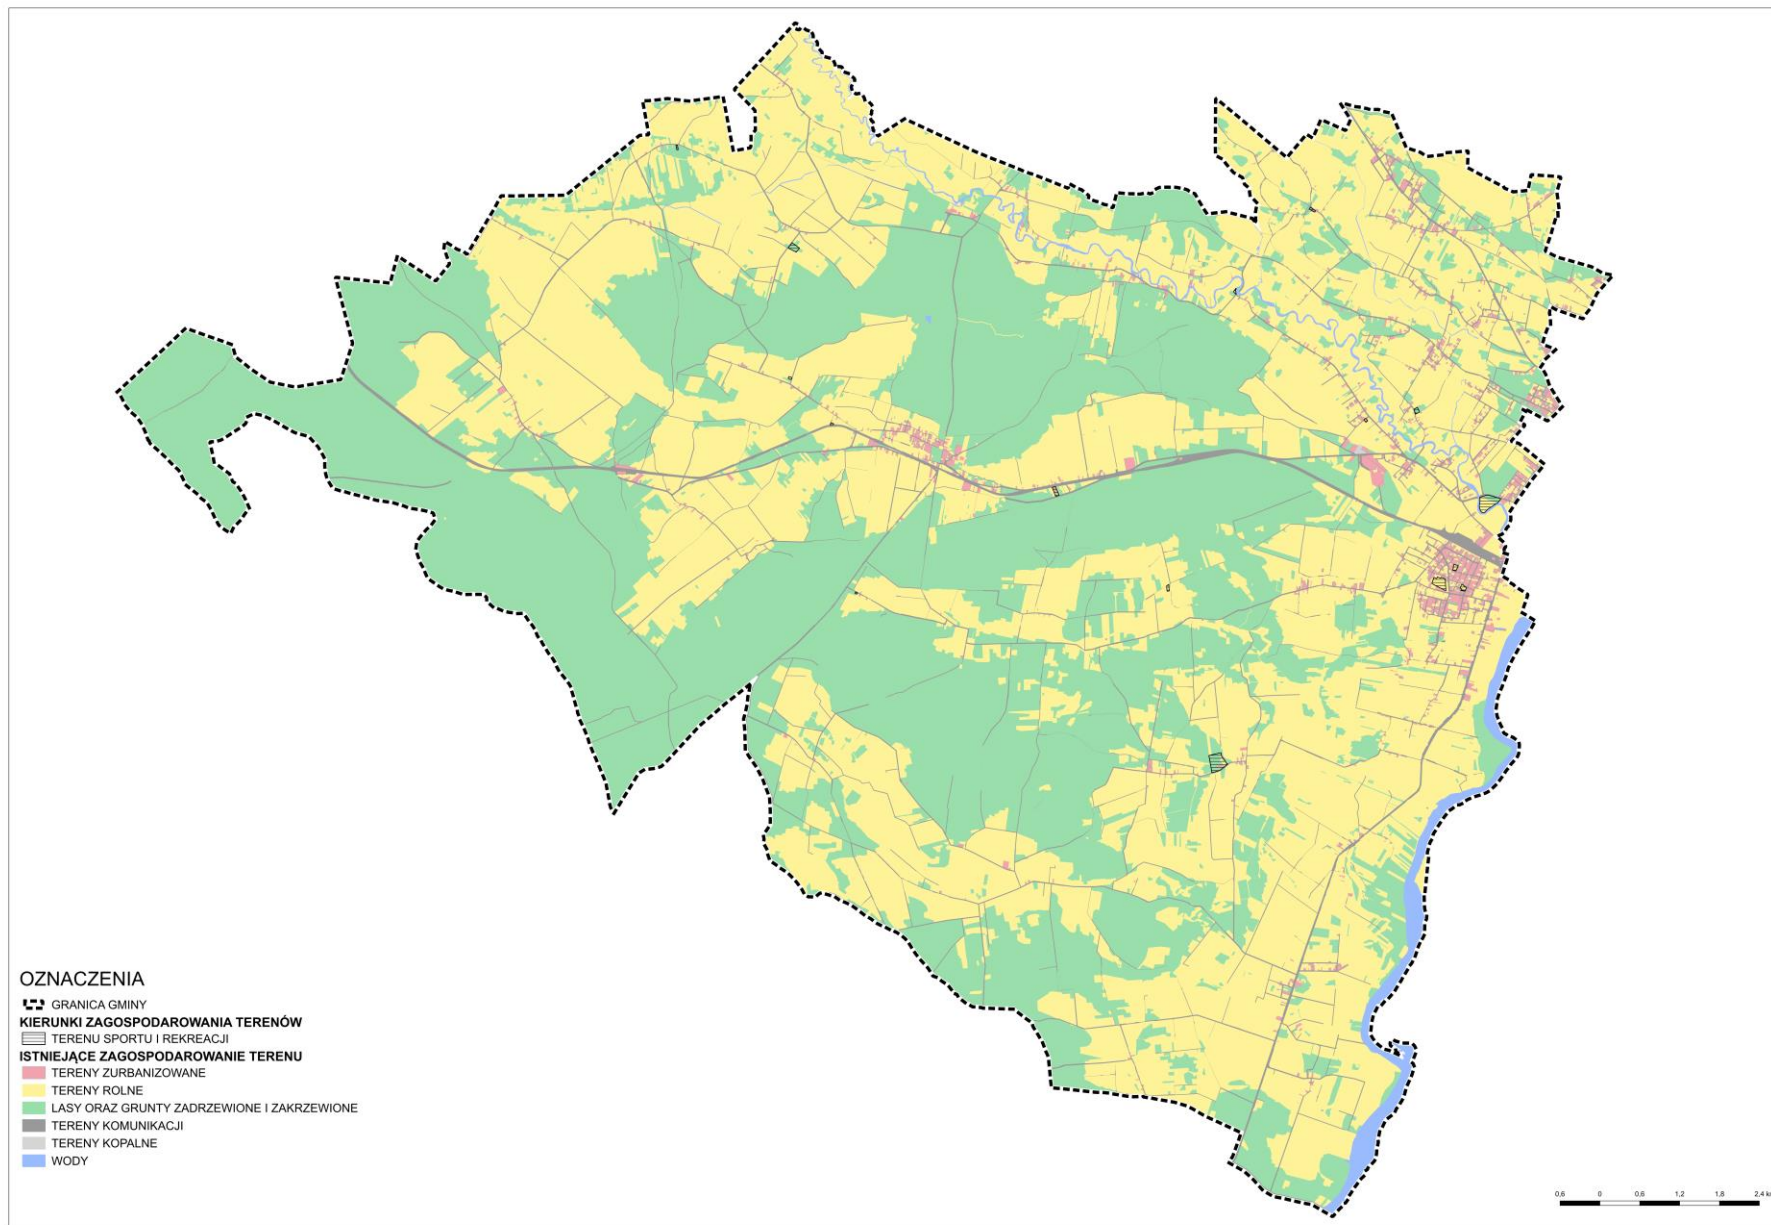 OZNACZENIA
GRANICA GMINY
KIERUNKI ZAGOSPODAROWANIA TERENÓW
TERENU SPORTU I REKREACJI
ISTNIEJĄCE ZAGOSPODAROWANIE TERENU
TERENY ZURBANIZOWANE
TERENY ROLNE
LASY ORAZ GRUNTY ZADRZEWIONE I ZAKRZEWIONE
TERENY KOMUNIKACJI
TERENY KOPALNE
WODY
0,6 0 0,6 1,2 1,8 2,4 k